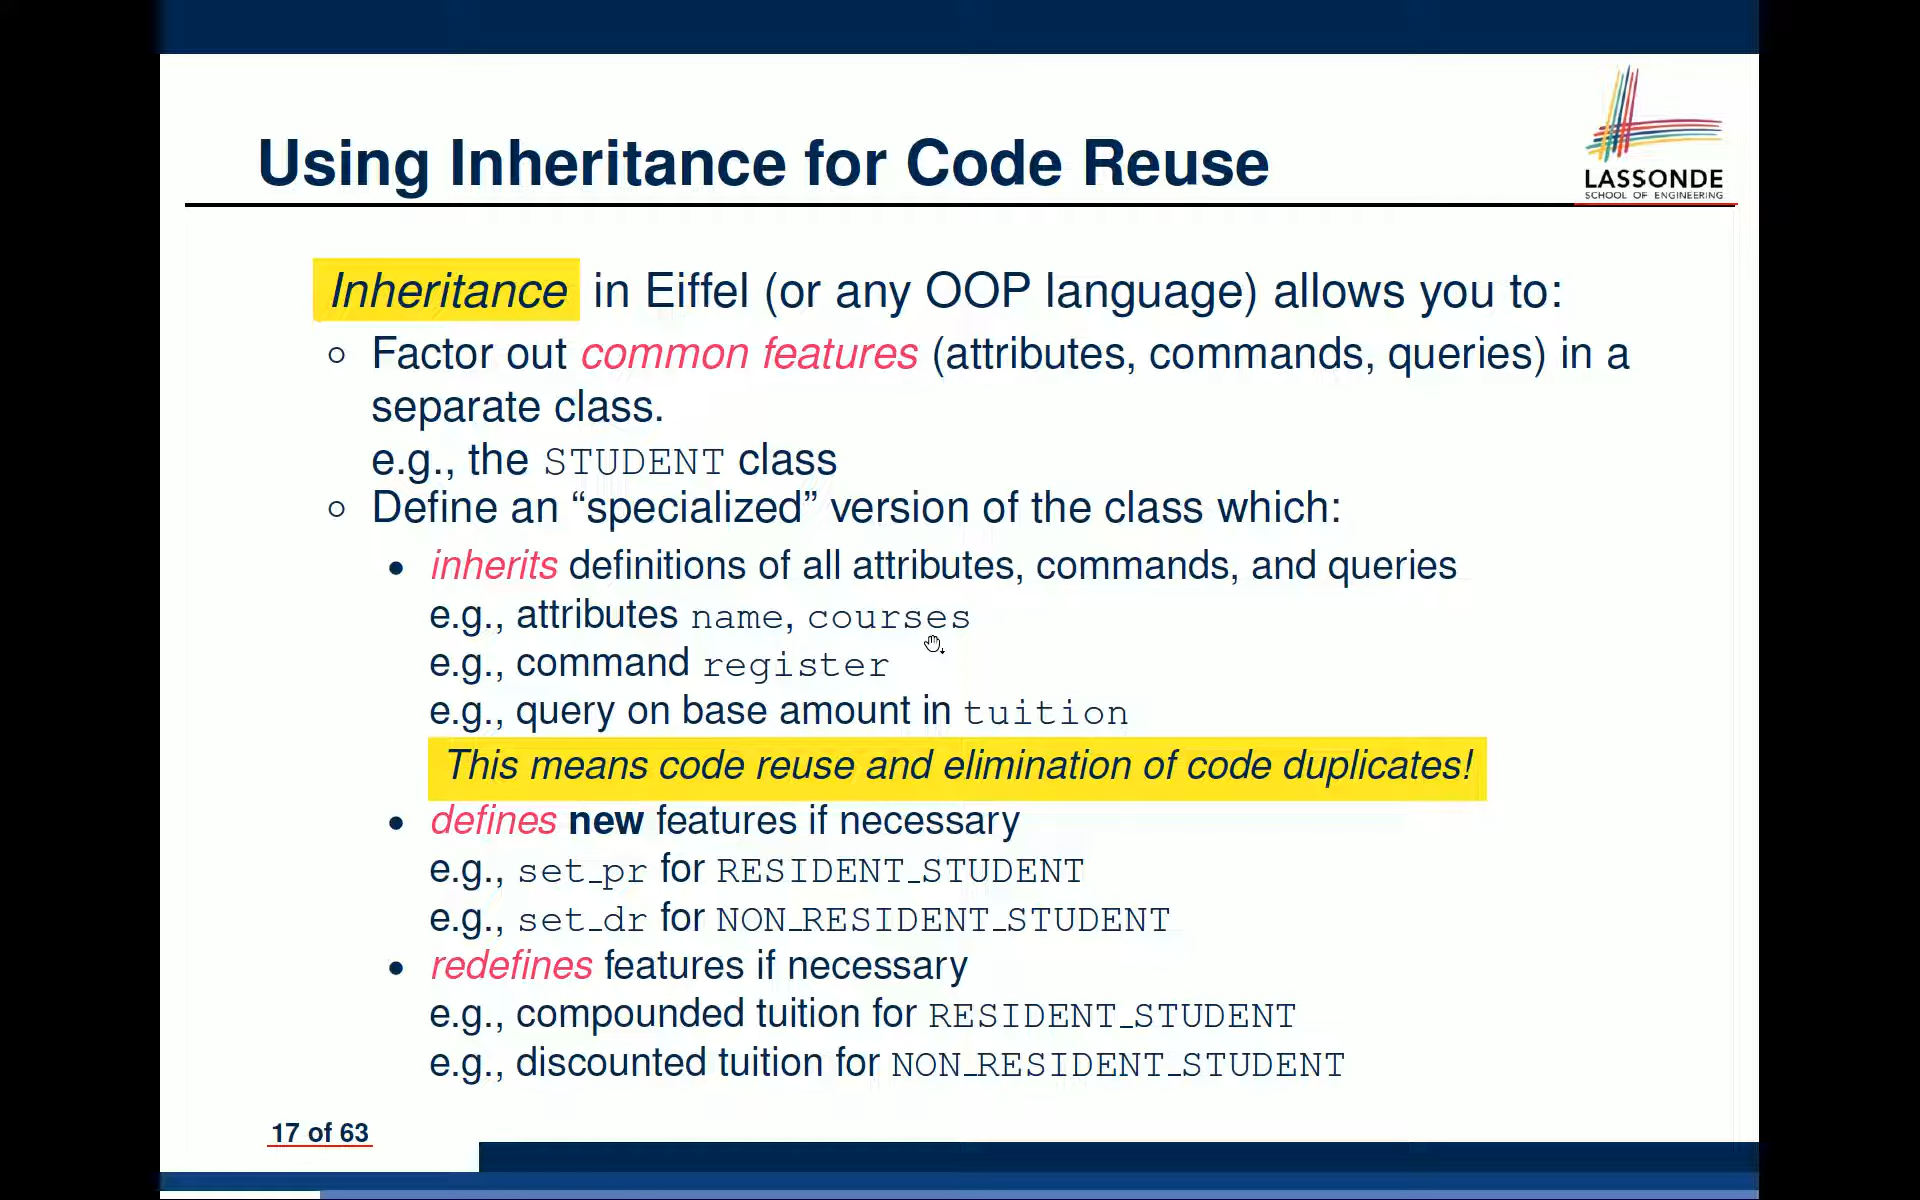 Using Inheritance for Code Reuse
LASSONDE
SCHOOL OF ENGINEERING
Inheritance in Eiffel (or any OOP language) allows you to:
○ Factor out common features (attributes, commands, queries) in a
separate class.
e.g., the STUDENT class
○ Define an “specialized” version of the class which:
● inherits definitions of all attributes, commands, and queries
e.g., attributes name, courses
e.g., command register
e.g., query on base amount in tuition
This means code reuse and elimination of code duplicates!
● defines new features if necessary
e.g., set_pr for RESIDENT_STUDENT
e.g., set_dr for NON_RESIDENT_STUDENT
● redefines features if necessary
e.g., compounded tuition for RESIDENT_STUDENT
e.g., discounted tuition for NON_RESIDENT_STUDENT
17 of 63